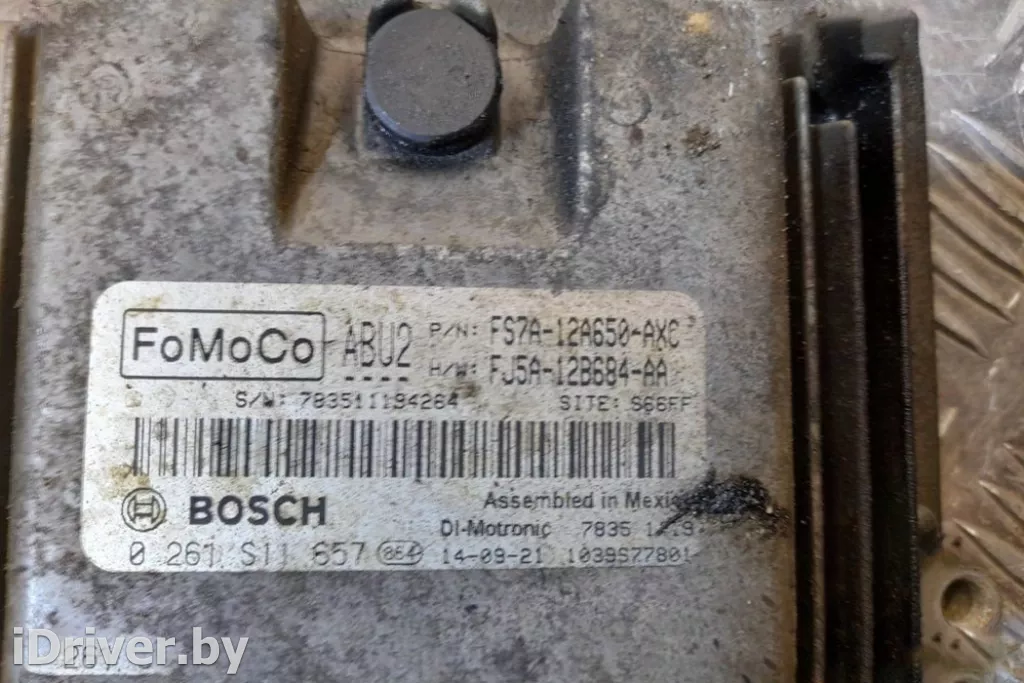 FoMoCo ABU2 P/N: FS7A-12A650-AXC
H/W: FJ5A-12B684-AA
S/W: 783511194264 SITE: S66FF
BOSCH Assembled in
DI-Motronic 7835
0 261 S11 657 14-09-21 1039S77801
iDriver.by